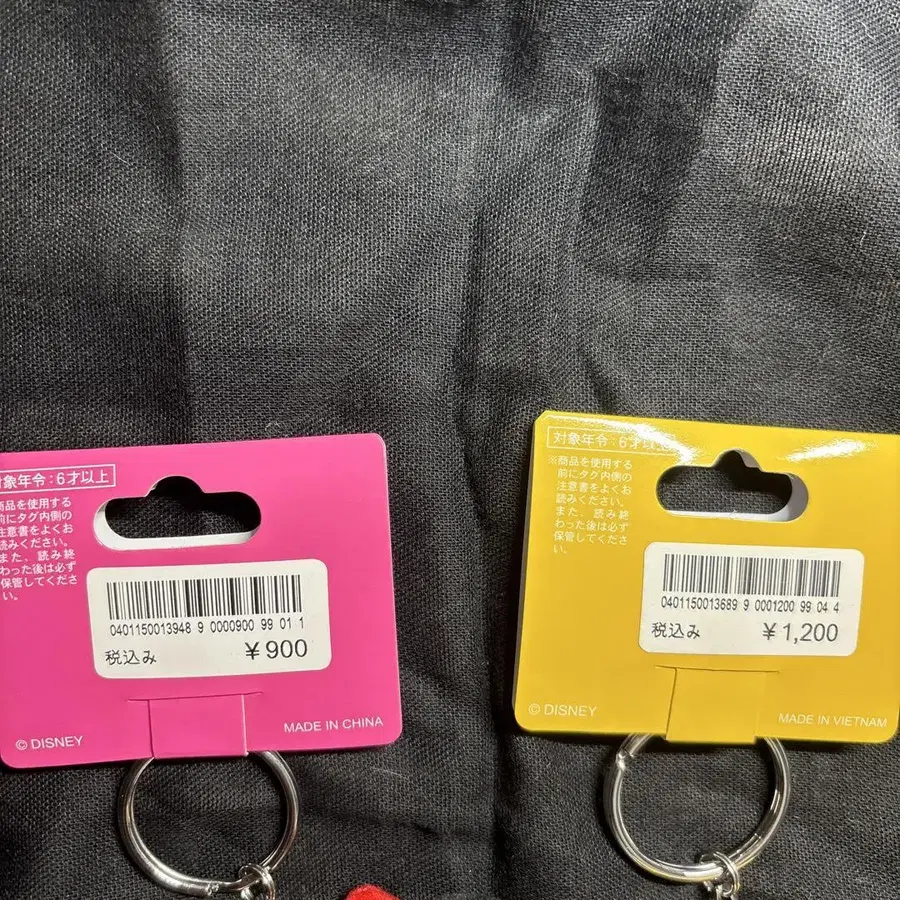 対象年令：6才以上
商品を使用する
前にタグ内側の
注意書をよくお
読みください。
また、読み終
わった後は必ず
保管してくださ
い。
0401150013948 9 0000900 99 01 1
税込み ¥900
© DISNEY
MADE IN CHINA
対象年令：6才以上
※商品を使用する
前にタグ内側の
注意書をよくお
読みください。
また、読み終
わった後は必ず
保管してくださ
い。
0401150013689 9 0001200 99 04 4
税込み ¥1,200
© DISNEY
MADE IN VIETNAM